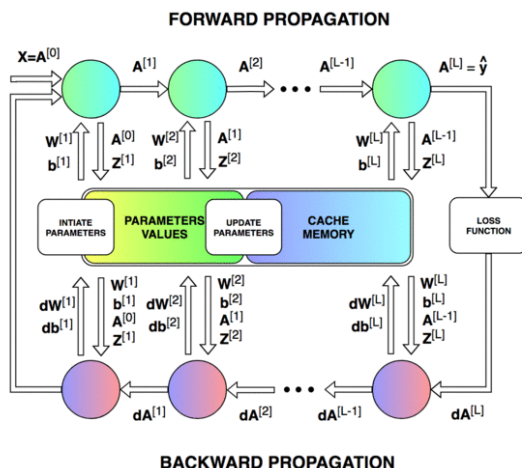 FORWARD PROPAGATION
X=A[0]
A[1]
A[2]
A[L-1]
A[L] = ŷ
W[1]
b[1]
A[0]
Z[1]
W[2]
b[2]
A[1]
Z[2]
W[L]
b[L]
A[L-1]
Z[L]
INTIATE
PARAMETERS
PARAMETERS
VALUES
UPDATE
PARAMETERS
CACHE
MEMORY
LOSS
FUNCTION
dW[1]
db[1]
W[1]
b[1]
A[0]
Z[1]
dW[2]
db[2]
W[2]
b[2]
A[1]
Z[2]
dW[L]
db[L]
W[L]
b[L]
A[L-1]
Z[L]
dA[1]
dA[2]
dA[L-1]
dA[L]
BACKWARD PROPAGATION